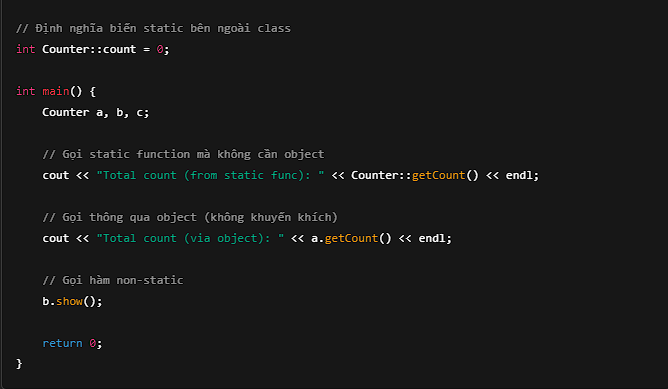 // Định nghĩa biến static bên ngoài class
int Counter::count = 0;
int main() {
Counter a, b, c;
// Gọi static function mà không cần object
cout << "Total count (from static func): " << Counter::getCount() << endl;
// Gọi thông qua object (không khuyến khích)
cout << "Total count (via object): " << a.getCount() << endl;
// Gọi hàm non-static
b.show();
return 0;
}